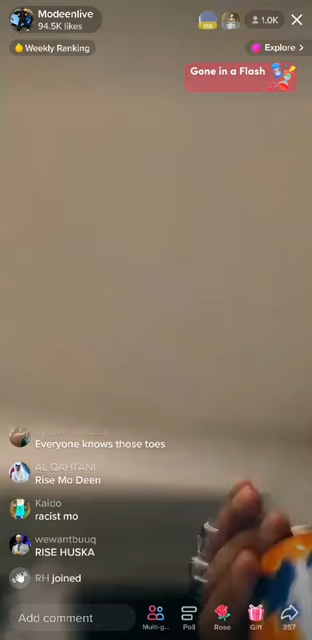 Modeenlive
94.5K likes
1.0K
Weekly Ranking
Explore >
Gone in a Flash
Everyone knows those toes
AL QAHTANI
Rise Mo Deen
Kaido
racist mo
wewantbuuq
RISE HUSKA
RH joined
Add comment
Multi-g...
Poll
Rose
Gift
357